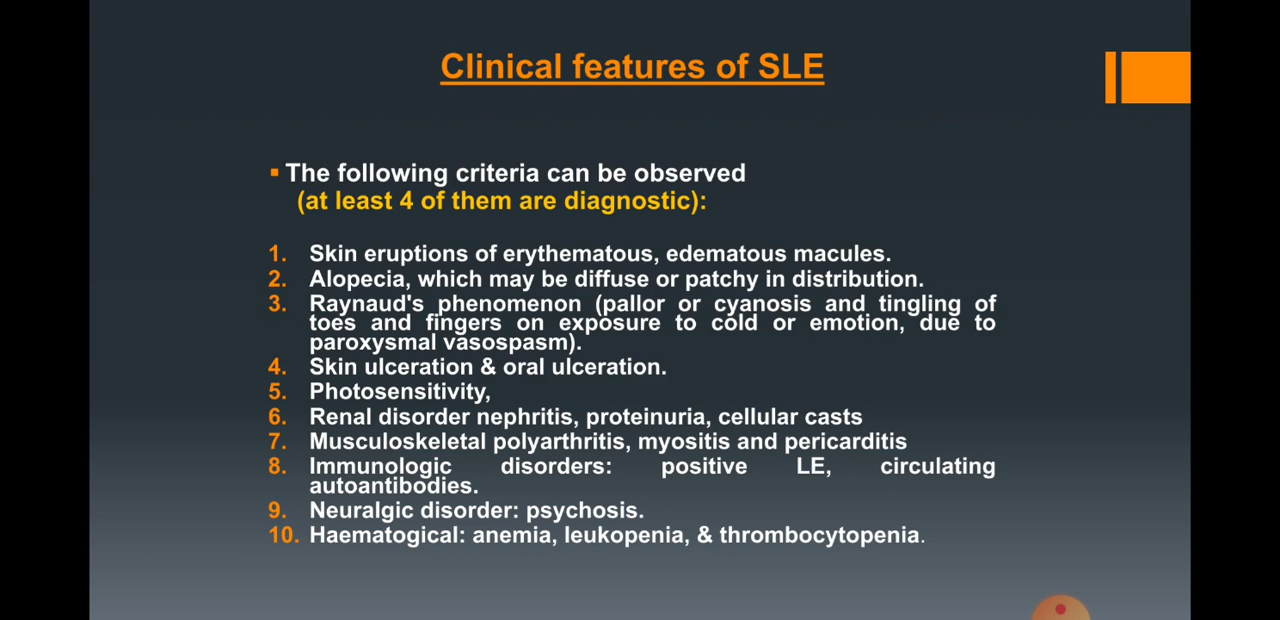 Clinical features of SLE
▪ The following criteria can be observed
(at least 4 of them are diagnostic):
1. Skin eruptions of erythematous, edematous macules.
2. Alopecia, which may be diffuse or patchy in distribution.
3. Raynaud's phenomenon (pallor or cyanosis and tingling of
toes and fingers on exposure to cold or emotion, due to
paroxysmal vasospasm).
4. Skin ulceration & oral ulceration.
5. Photosensitivity,
6. Renal disorder nephritis, proteinuria, cellular casts
7. Musculoskeletal polyarthritis, myositis and pericarditis
8. Immunologic disorders: positive LE, circulating
autoantibodies.
9. Neuralgic disorder: psychosis.
10. Haematogical: anemia, leukopenia, & thrombocytopenia.